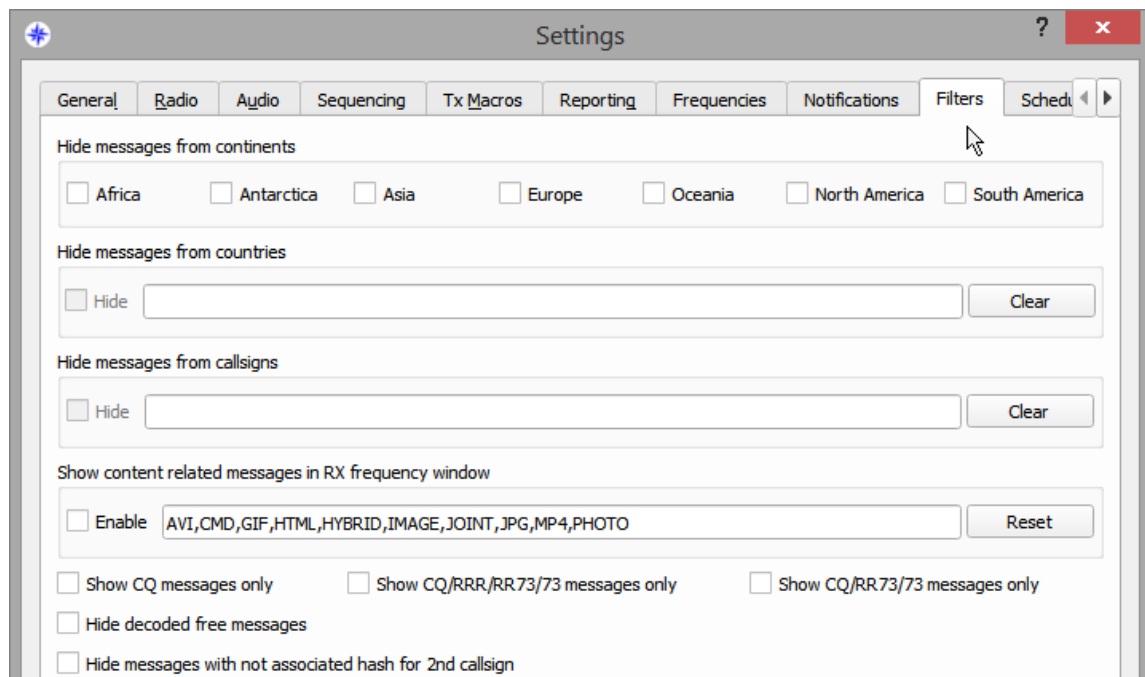 Settings
?
General Radio Audio Sequencing Tx Macros Reporting Frequencies Notifications Filters Schedu
Hide messages from continents
Africa Antarctica Asia Europe Oceania North America South America
Hide messages from countries
Hide Clear
Hide messages from callsigns
Hide Clear
Show content related messages in RX frequency window
Enable AVI,CMD,GIF,HTML,HYBRID,IMAGE,JOINT,JPG,MP4,PHOTO Reset
Show CQ messages only Show CQ/RRR/RR73/73 messages only Show CQ/RR73/73 messages only
Hide decoded free messages
Hide messages with not associated hash for 2nd callsign